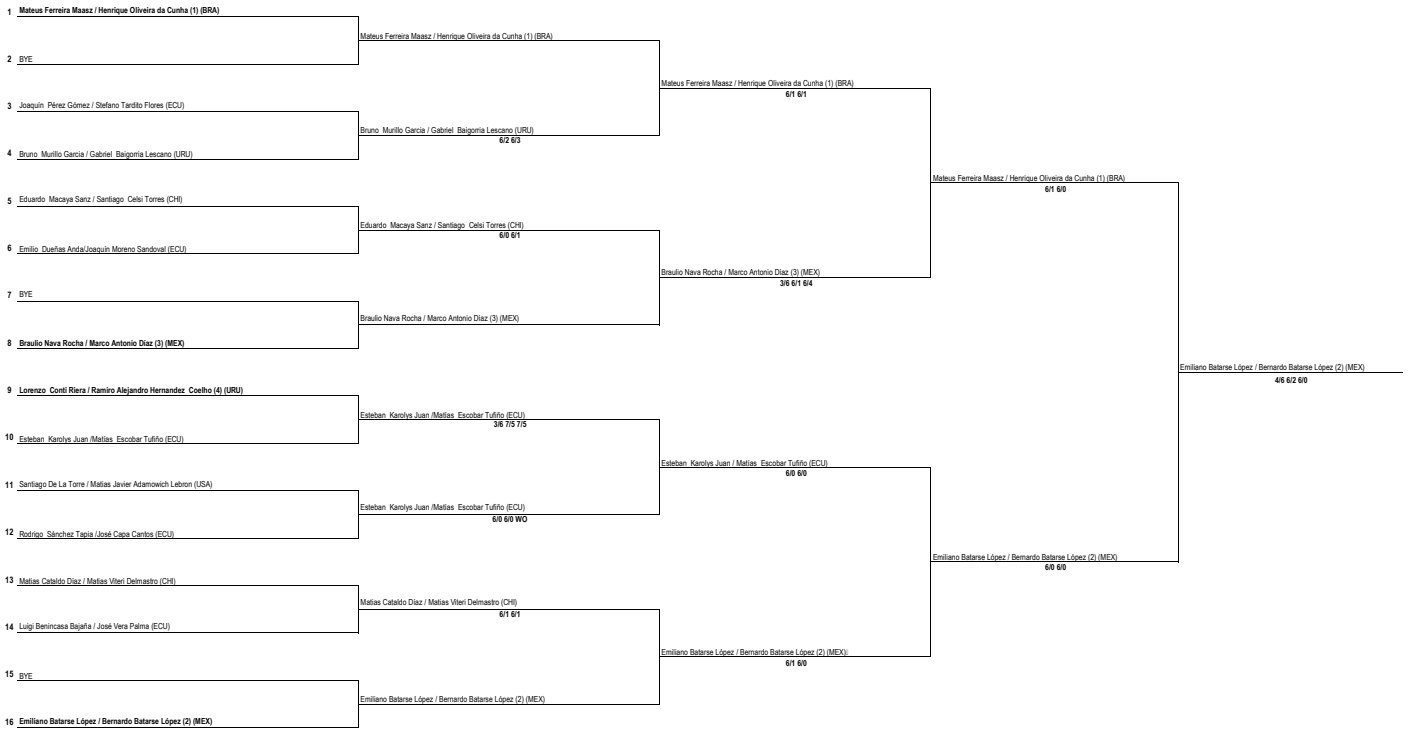 1 Mateus Ferreira Maasz / Henrique Oliveira da Cunha (1) (BRA)
2 BYE
3 Joaquín Pérez Gómez / Stefano Tardito Flores (ECU)
4 Bruno Murillo Garcia / Gabriel Baigorria Lescano (URU)
5 Eduardo Macaya Sanz / Santiago Celsi Torres (CHI)
6 Emilio Dueñas Anda/Joaquín Moreno Sandoval (ECU)
7 BYE
8 Braulio Nava Rocha / Marco Antonio Díaz (3) (MEX)
9 Lorenzo Conti Riera / Ramiro Alejandro Hernandez Coelho (4) (URU)
10 Esteban Karolys Juan /Matías Escobar Tufiño (ECU)
11 Santiago De La Torre / Matias Javier Adamowich Lebron (USA)
12 Rodrigo Sánchez Tapia /José Capa Cantos (ECU)
13 Matias Cataldo Díaz / Matias Viteri Delmastro (CHI)
14 Luigi Benincasa Bajaña / José Vera Palma (ECU)
15 BYE
16 Emiliano Batarse López / Bernardo Batarse López (2) (MEX)
Mateus Ferreira Maasz / Henrique Oliveira da Cunha (1) (BRA)
Bruno Murillo Garcia / Gabriel Baigorria Lescano (URU)
6/2 6/3
Eduardo Macaya Sanz / Santiago Celsi Torres (CHI)
6/0 6/1
Braulio Nava Rocha / Marco Antonio Díaz (3) (MEX)
Esteban Karolys Juan /Matías Escobar Tufiño (ECU)
3/6 7/5 7/5
Esteban Karolys Juan /Matías Escobar Tufiño (ECU)
6/0 6/0 WO
Matias Cataldo Díaz / Matias Viteri Delmastro (CHI)
6/1 6/1
Emiliano Batarse López / Bernardo Batarse López (2) (MEX)
Mateus Ferreira Maasz / Henrique Oliveira da Cunha (1) (BRA)
6/1 6/1
Braulio Nava Rocha / Marco Antonio Díaz (3) (MEX)
3/6 6/1 6/4
Esteban Karolys Juan / Matías Escobar Tufiño (ECU)
6/0 6/0
Emiliano Batarse López / Bernardo Batarse López (2) (MEX)
6/1 6/0
Mateus Ferreira Maasz / Henrique Oliveira da Cunha (1) (BRA)
6/1 6/0
Emiliano Batarse López / Bernardo Batarse López (2) (MEX)
6/0 6/0
Emiliano Batarse López / Bernardo Batarse López (2) (MEX)
4/6 6/2 6/0